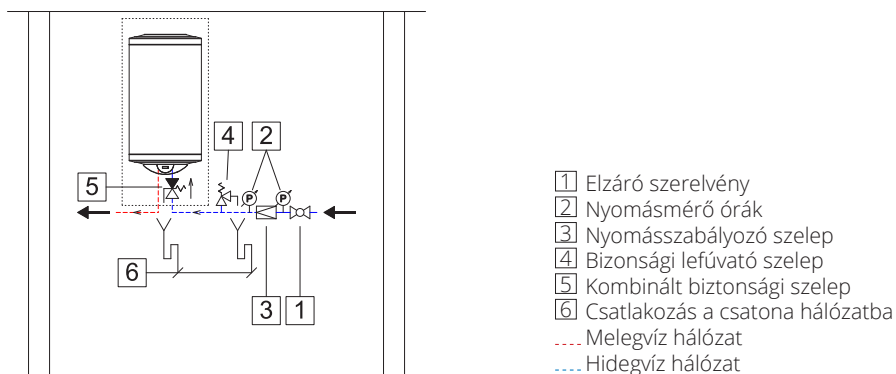 4
2
P
P
5
6
3
1
1 Elzáró szerelvény
2 Nyomásmérő órák
3 Nyomásszabályozó szelep
4 Bizonsági lefúvató szelep
5 Kombinált biztonsági szelep
6 Csatlakozás a csatona hálózatba
Melegvíz hálózat
Hidegvíz hálózat